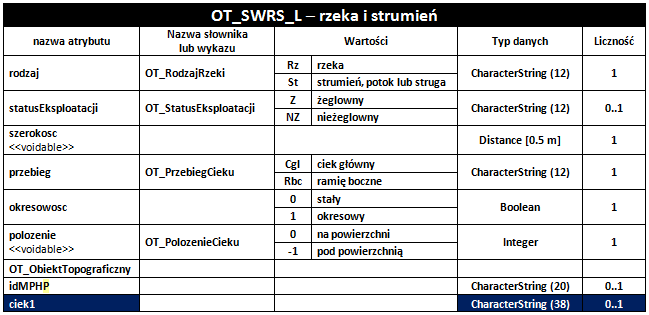 OT_SWRS_L – rzeka i strumień
nazwa atrybutu Nazwa słownika lub wykazu Wartości Typ danych Liczność
rodzaj OT_RodzajRzeki Rz rzeka CharacterString (12) 1
St strumień, potok lub struga
statusEksploatacji OT_StatusEksploatacji Z żeglowny CharacterString (12) 0..1
NZ nieżeglowny
szerokosc <<voidable>> Distance [0.5 m] 1
przebieg OT_PrzebiegCieku Cgl ciek główny CharacterString (12) 1
Rbc ramię boczne
okresowosc 0 stały Boolean 1
1 okresowy
polozenie <<voidable>> OT_PolozenieCieku 0 na powierzchni Integer 1
-1 pod powierzchnią
OT_ObiektTopograficzny
idMPHP CharacterString (20) 0..1
ciek1 CharacterString (38) 0..1